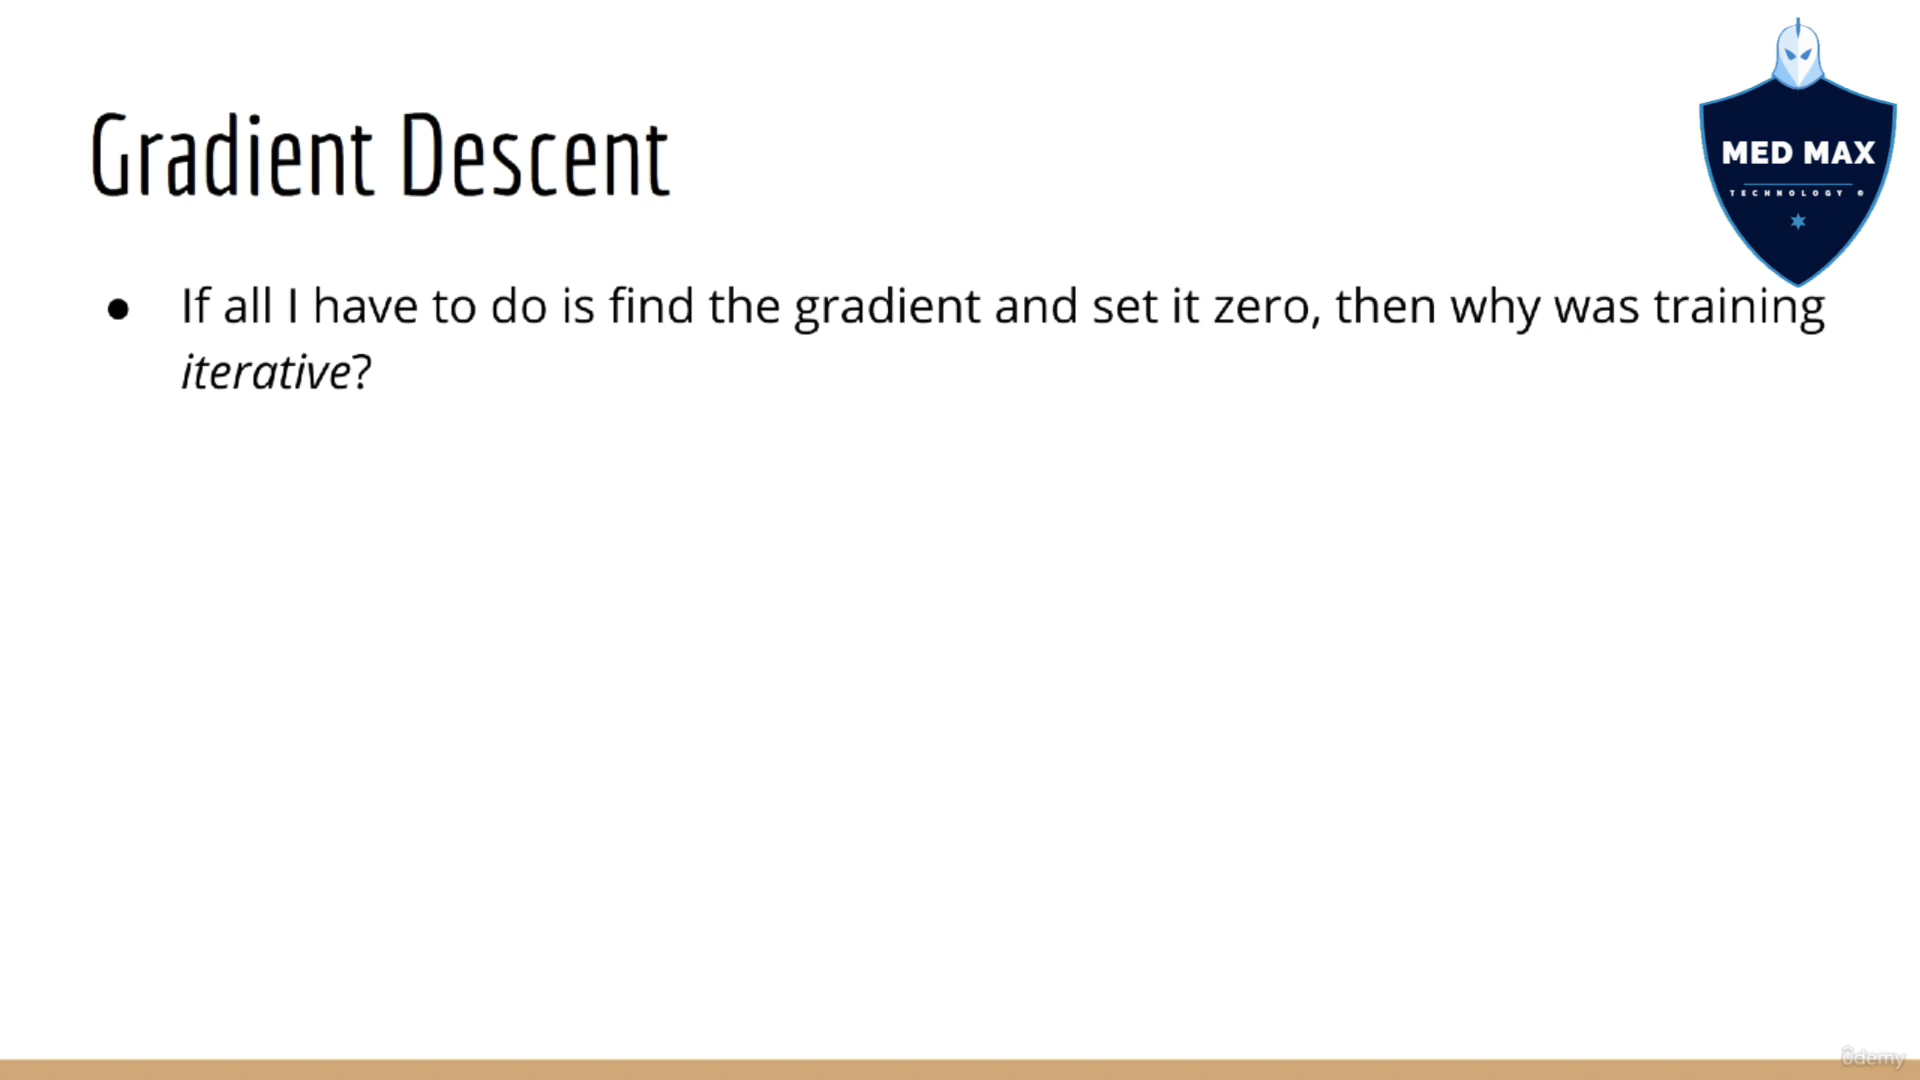 MED MAX
TECHNOLOGY
Gradient Descent
● If all I have to do is find the gradient and set it zero, then why was training
iterative?
ûdemy